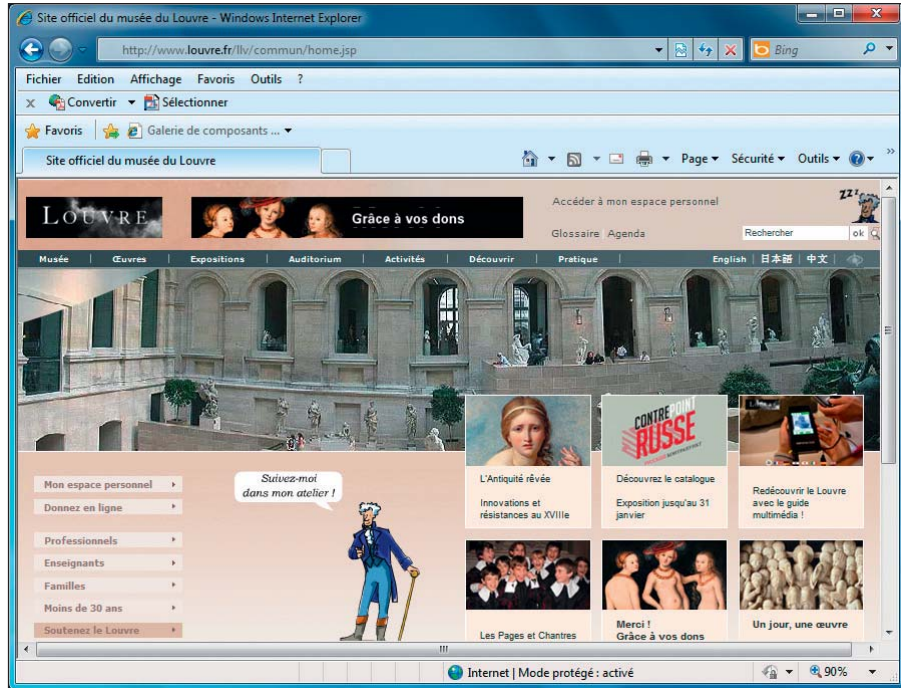 Site officiel du musée du Louvre - Windows Internet Explorer
http://www.louvre.fr/llv/commun/home.jsp
Bing
Fichier Edition Affichage Favoris Outils ?
x Convertir Sélectionner
Favoris Galerie de composants ...
Site officiel du musée du Louvre
Page Sécurité Outils »
LOUVRE
Grâce à vos dons
Accéder à mon espace personnel
zzz
Glossaire Agenda
Rechercher ok
Musée | Œuvres | Expositions | Auditorium | Activités | Découvrir | Pratique | English | 日本語 | 中文 |
CONTREPOINT
RUSSE
Mon espace personnel
Donnez en ligne
Professionnels
Enseignants
Familles
Moins de 30 ans
Soutenez le Louvre
Suivez-moi
dans mon atelier !
L'Antiquité rêvée
Innovations et
résistances au XVIIIe
Découvrez le catalogue
Exposition jusqu'au 31
janvier
Redécouvrir le Louvre
avec le guide
multimédia !
Les Pages et Chantres
Merci !
Grâce à vos dons
Un jour, une œuvre
Internet | Mode protégé : activé
90%